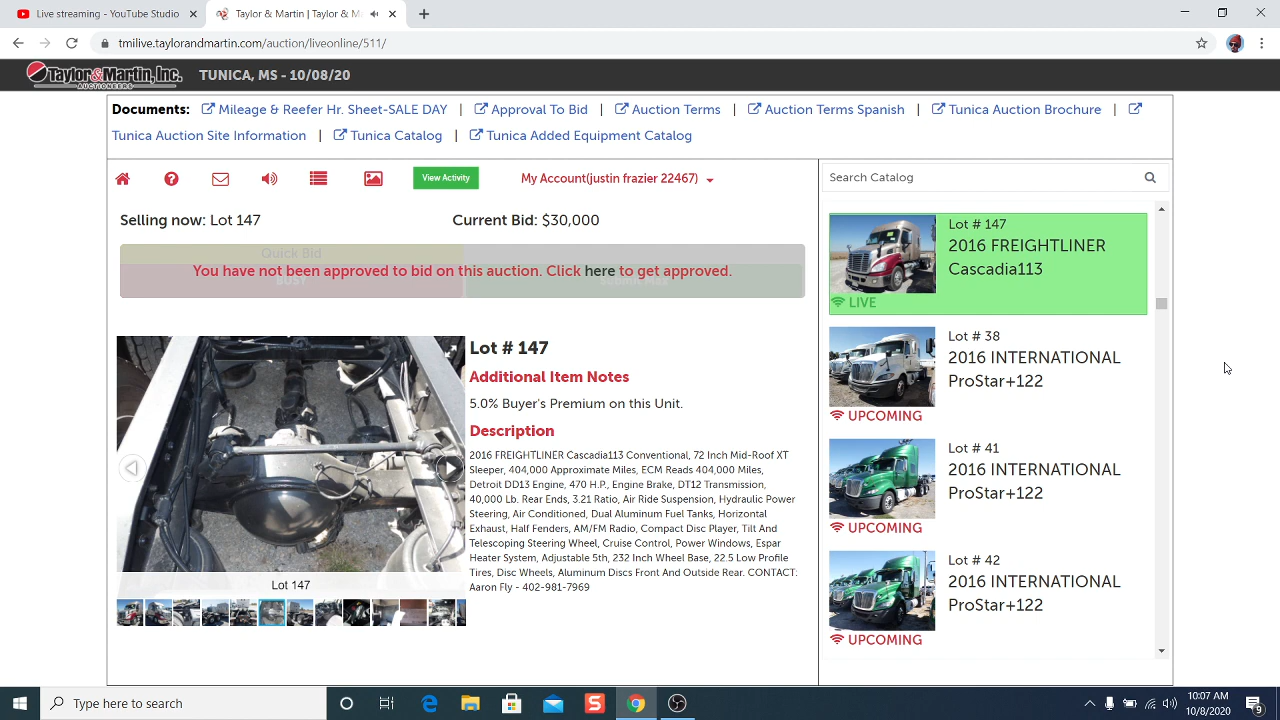 Live streaming - YouTube Studio
Taylor & Martin | Taylor & M
tmilive.taylorandmartin.com/auction/liveonline/511/
Taylor&Martin, Inc. AUCTIONEERS TUNICA, MS - 10/08/20
Documents: Mileage & Reefer Hr. Sheet-SALE DAY | Approval To Bid | Auction Terms | Auction Terms Spanish | Tunica Auction Brochure |
Tunica Auction Site Information | Tunica Catalog | Tunica Added Equipment Catalog
View Activity
My Account(justin frazier 22467)
Search Catalog
Selling now: Lot 147
Current Bid: $30,000
Quick Bid
You have not been approved to bid on this auction. Click here to get approved.
Submit Max
Lot 147
Lot # 147
Additional Item Notes
5.0% Buyer's Premium on this Unit.
Description
2016 FREIGHTLINER Cascadia113 Conventional, 72 Inch Mid-Roof XT
Sleeper, 404,000 Approximate Miles, ECM Reads 404,000 Miles,
Detroit DD13 Engine, 470 H.P., Engine Brake, DT12 Transmission,
40,000 Lb. Rear Ends, 3.21 Ratio, Air Ride Suspension, Hydraulic Power
Steering, Air Conditioned, Dual Aluminum Fuel Tanks, Horizontal
Exhaust, Half Fenders, AM/FM Radio, Compact Disc Player, Tilt And
Telescoping Steering Wheel, Cruise Control, Power Windows, Espar
Heater System, Adjustable 5th, 232 Inch Wheel Base, 22.5 Low Profile
Tires, Disc Wheels, Aluminum Discs Front And Outside Rear. CONTACT:
Aaron Fly - 402-981-7969
Lot # 147
2016 FREIGHTLINER
Cascadia113
LIVE
Lot # 38
2016 INTERNATIONAL
ProStar+122
UPCOMING
Lot # 41
2016 INTERNATIONAL
ProStar+122
UPCOMING
Lot # 42
2016 INTERNATIONAL
ProStar+122
UPCOMING
Type here to search
10:07 AM
10/8/2020
9